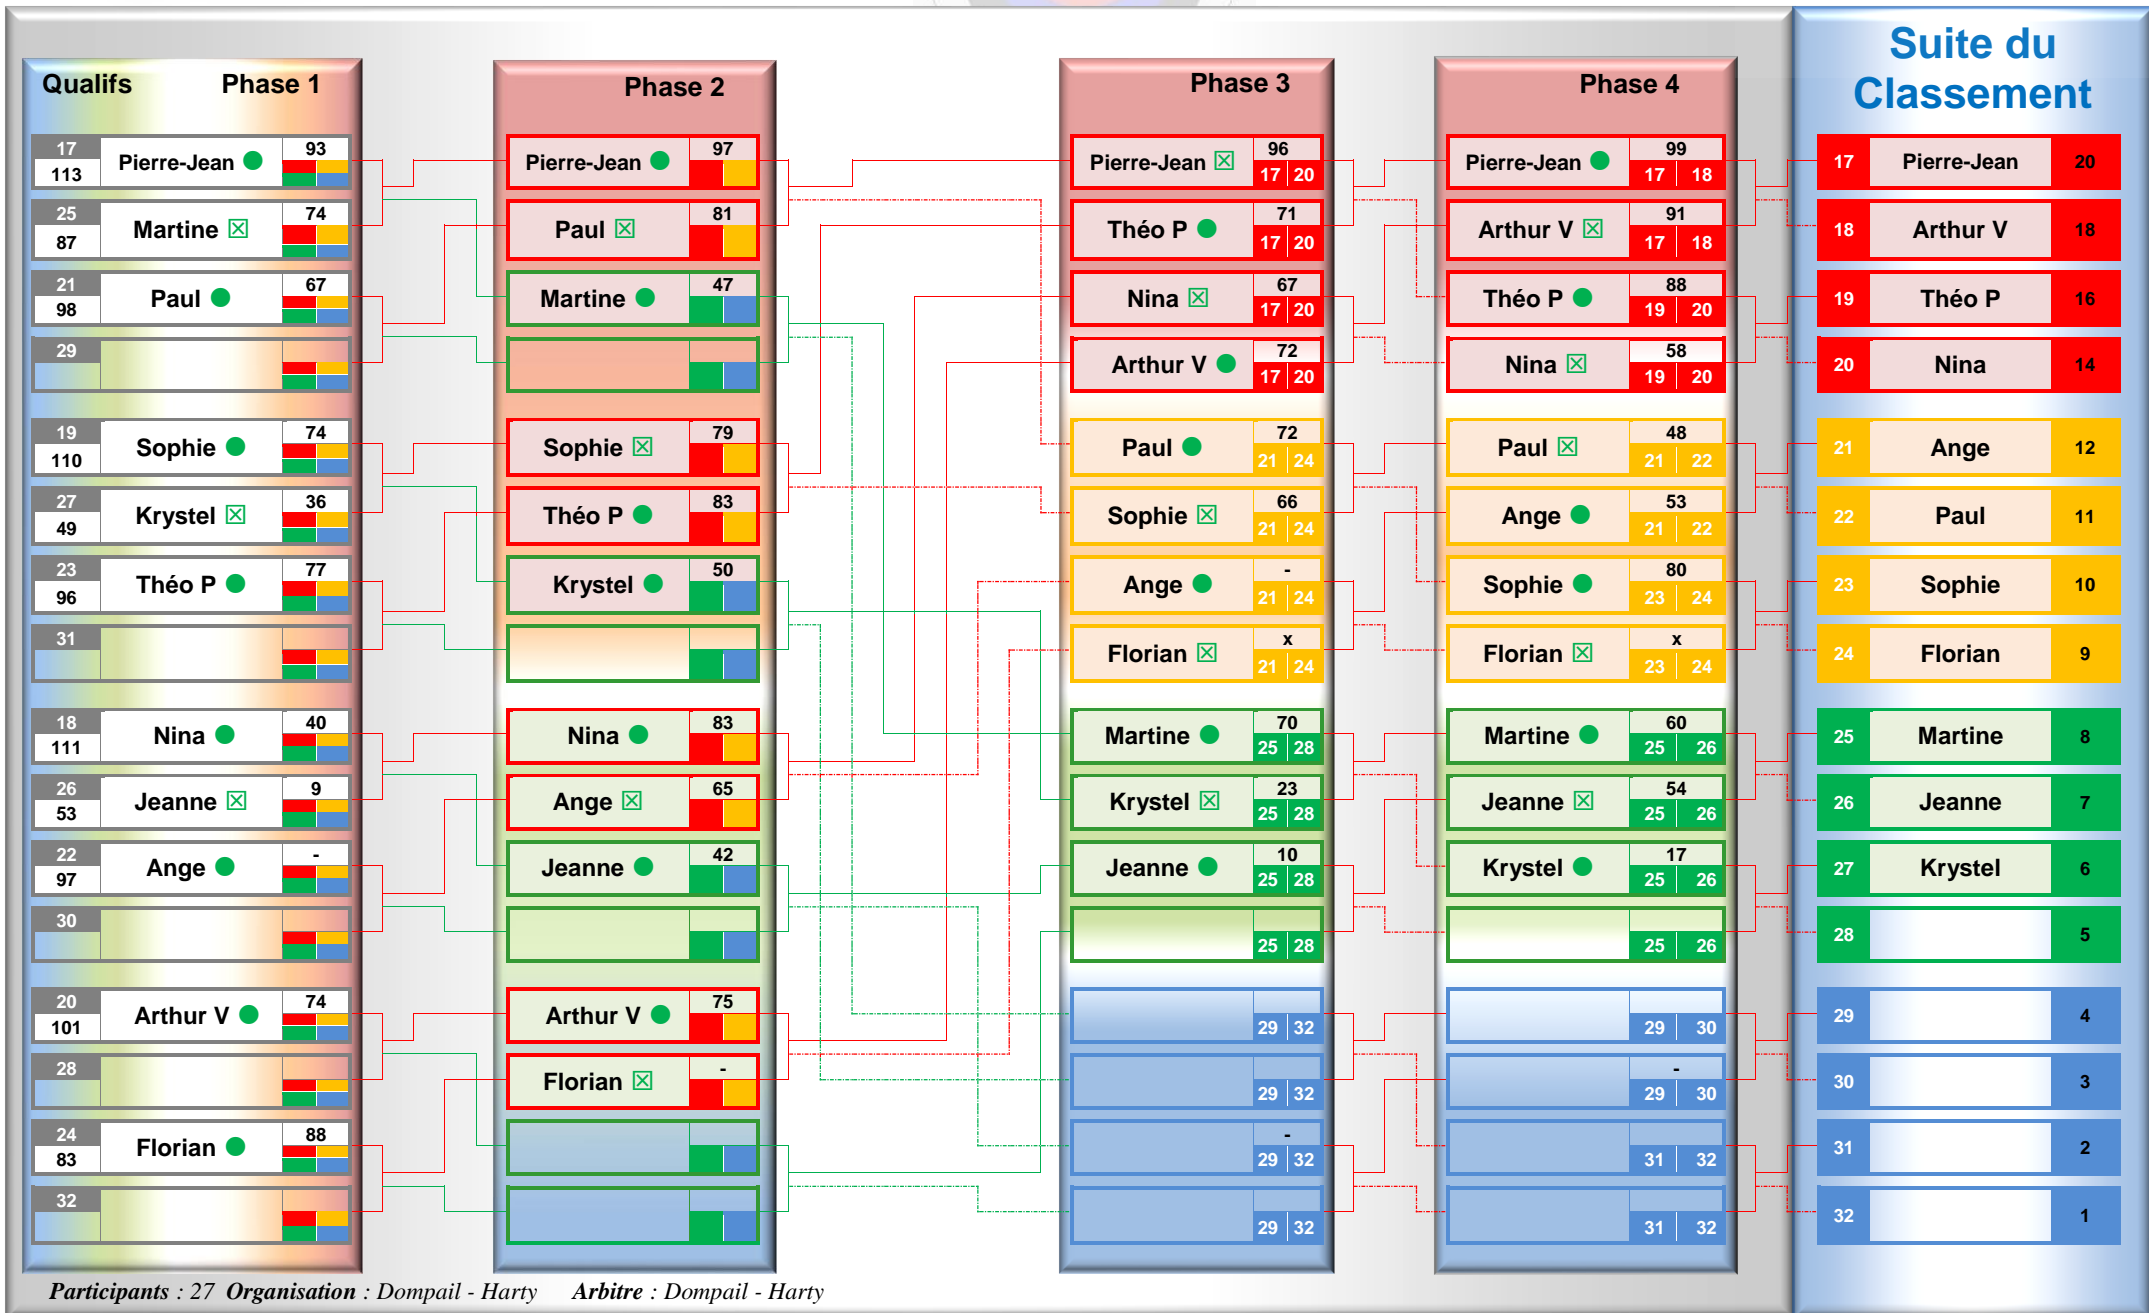 Suite du
Classement
Qualifs Phase 1
Phase 2
Phase 3
Phase 4
17 Pierre-Jean 93
113
25 Martine 74
87
21 Paul 67
98
29
19 Sophie 74
110
27 Krystel 36
49
23 Théo P 77
96
31
18 Nina 40
111
26 Jeanne 9
53
22 Ange -
97
30
20 Arthur V 74
101
28
24 Florian 88
83
32
Pierre-Jean 97
Paul 81
Martine 47
Sophie 79
Théo P 83
Krystel 50
Nina 83
Ange 65
Jeanne 42
Arthur V 75
Florian -
Pierre-Jean 96
17 20
Théo P 71
17 20
Nina 67
17 20
Arthur V 72
17 20
Paul 72
21 24
Sophie 66
21 24
Ange -
21 24
Florian x
21 24
Martine 70
25 28
Krystel 23
25 28
Jeanne 10
25 28
25 28
29 32
29 32
-
29 32
29 32
Pierre-Jean 99
17 18
Arthur V 91
17 18
Théo P 88
19 20
Nina 58
19 20
Paul 48
21 22
Ange 53
21 22
Sophie 80
23 24
Florian x
23 24
Martine 60
25 26
Jeanne 54
25 26
Krystel 17
25 26
25 26
29 30
-
29 30
31 32
31 32
17 Pierre-Jean 20
18 Arthur V 18
19 Théo P 16
20 Nina 14
21 Ange 12
22 Paul 11
23 Sophie 10
24 Florian 9
25 Martine 8
26 Jeanne 7
27 Krystel 6
28 5
29 4
30 3
31 2
32 1
Participants : 27 Organisation : Dompail - Harty Arbitre : Dompail - Harty